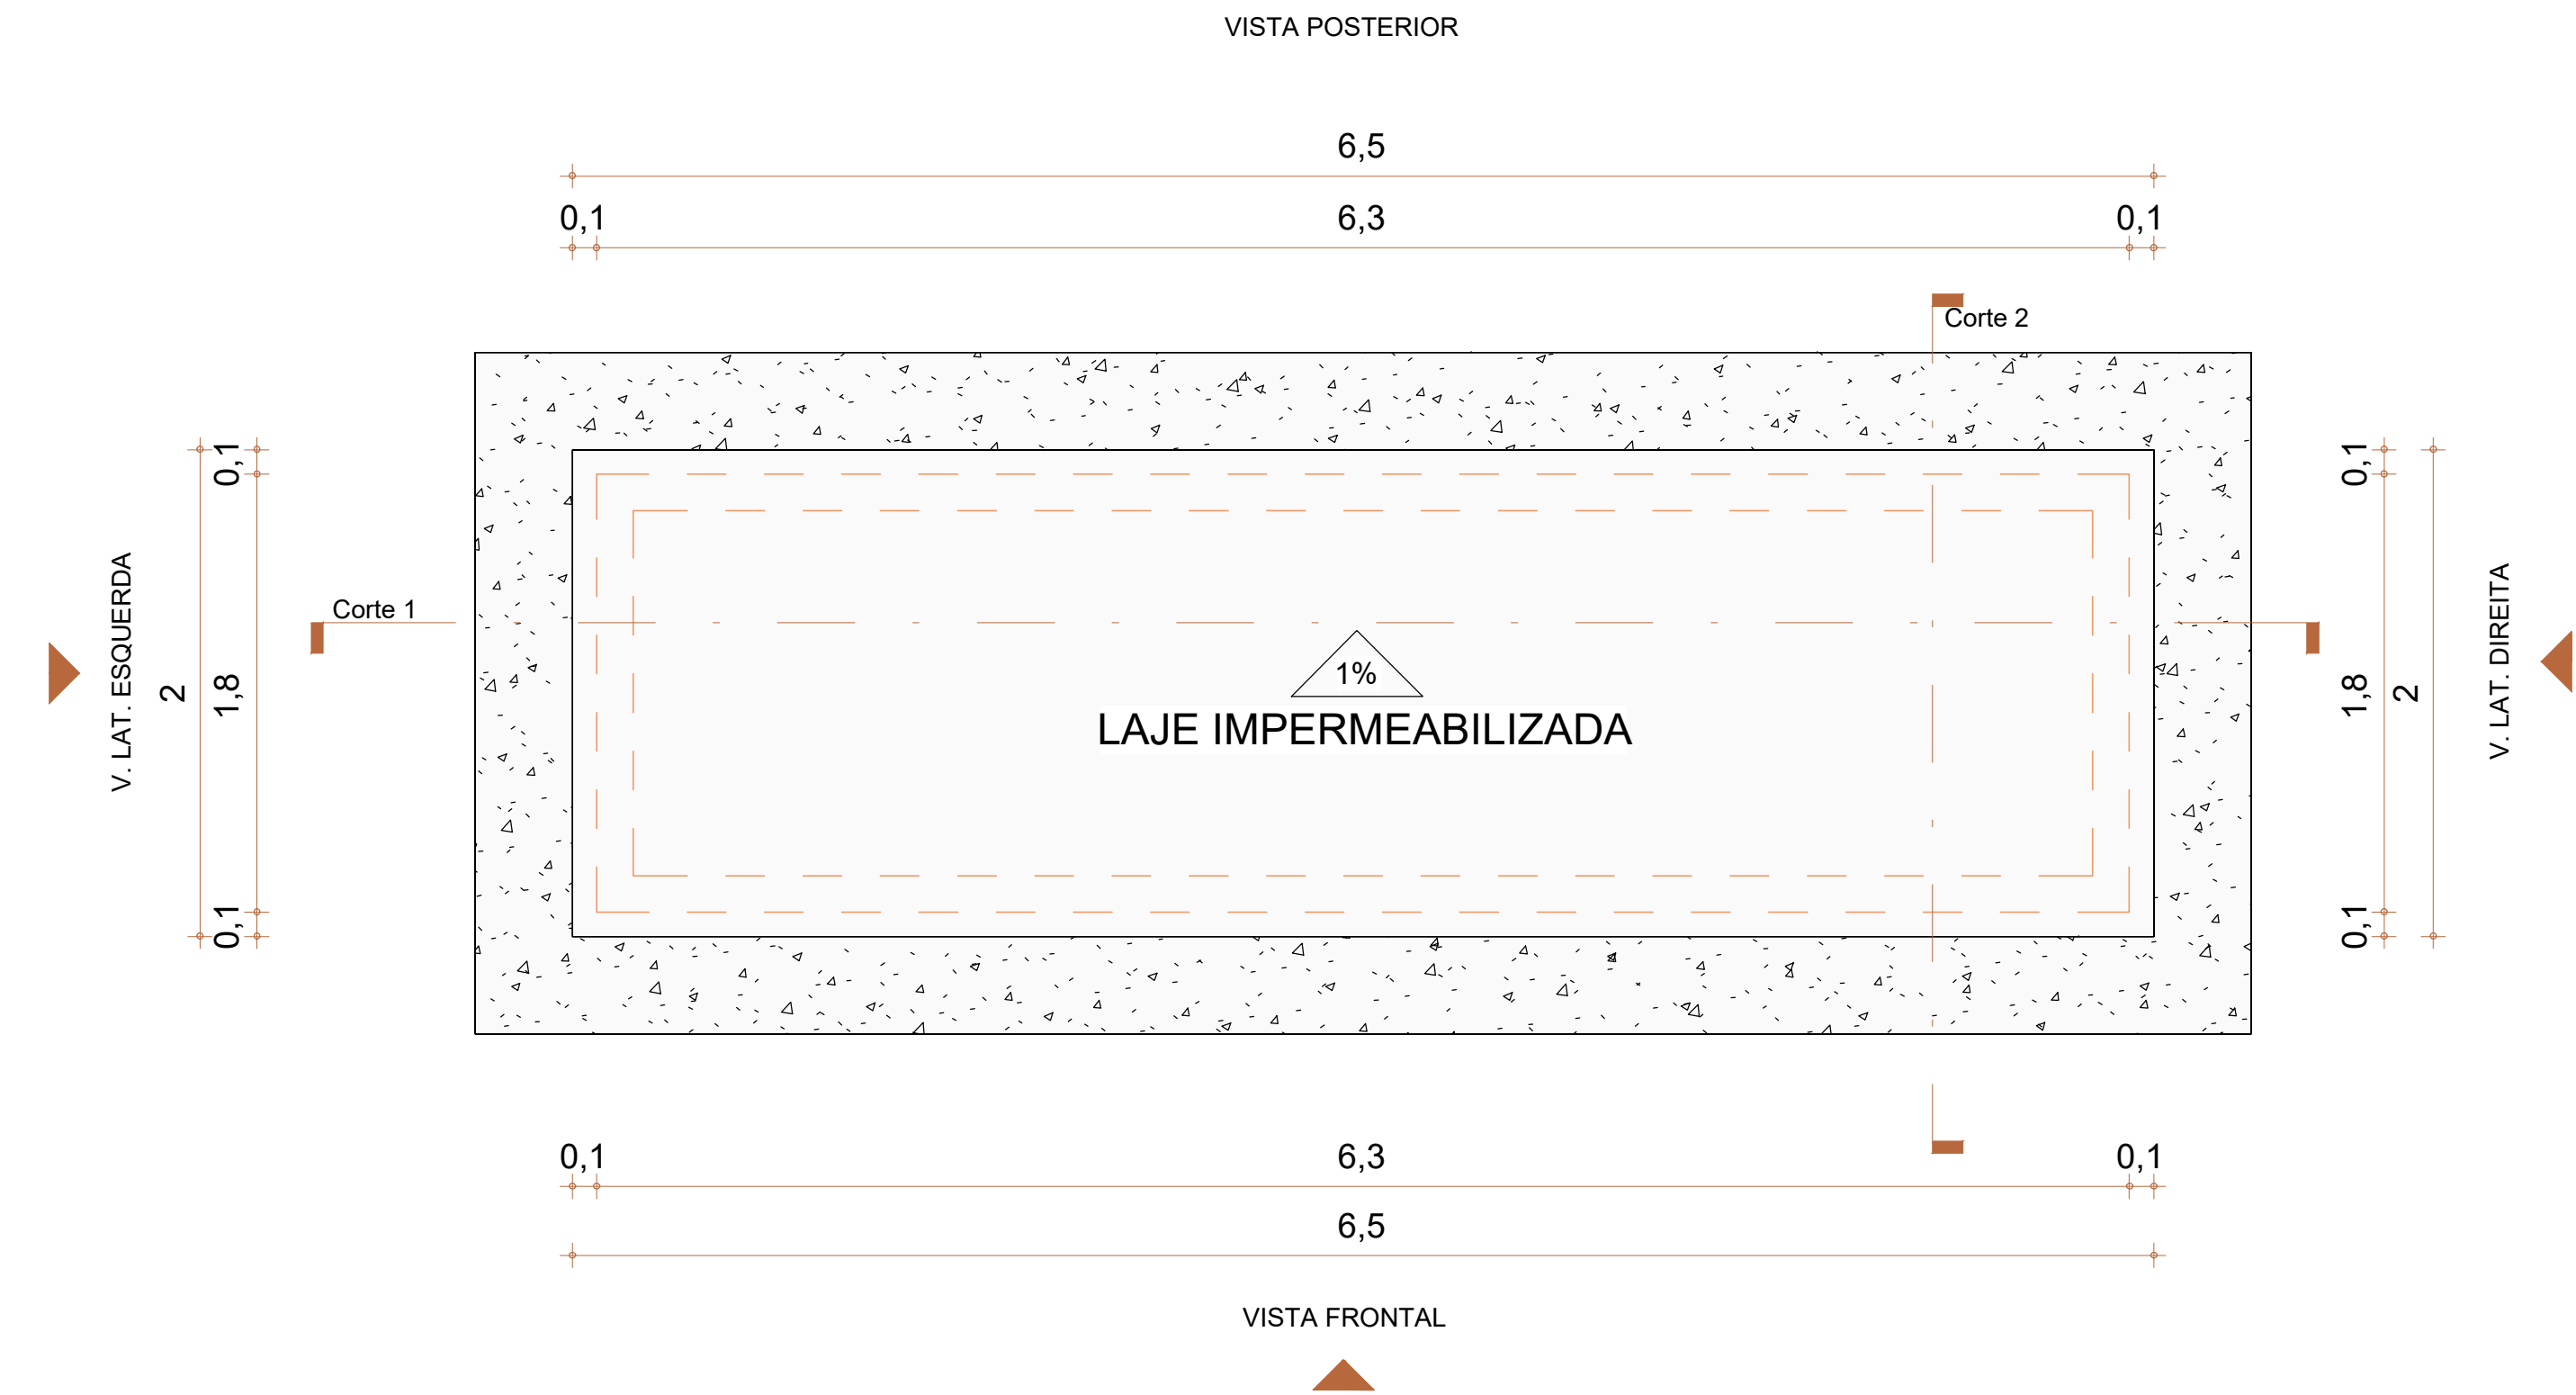 VISTA POSTERIOR
6,5
0,1
6,3
0,1
Corte 2
0,1
0,1
V. LAT. ESQUERDA
2
1,8
Corte 1
1%
LAJE IMPERMEABILIZADA
1,8
2
V. LAT. DIREITA
0,1
0,1
0,1
6,3
0,1
6,5
VISTA FRONTAL